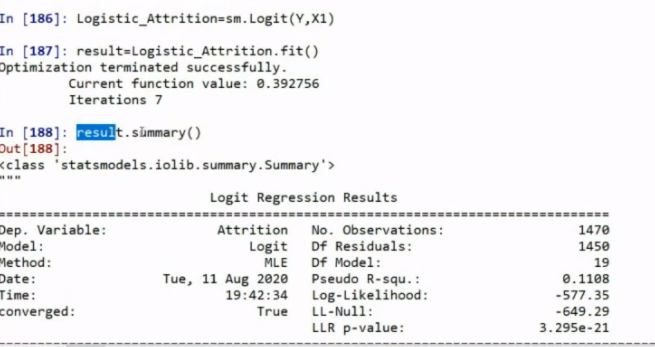 In [186]: Logistic_Attrition=sm.Logit(Y,X1)
In [187]: result=Logistic_Attrition.fit()
Optimization terminated successfully.
Current function value: 0.392756
Iterations 7
In [188]: result.summary()
Out[188]:
<class 'statsmodels.iolib.summary.Summary'>
"""
Logit Regression Results
==============================================================================
Dep. Variable: Attrition No. Observations: 1470
Model: Logit Df Residuals: 1450
Method: MLE Df Model: 19
Date: Tue, 11 Aug 2020 Pseudo R-squ.: 0.1108
Time: 19:42:34 Log-Likelihood: -577.35
converged: True LL-Null: -649.29
LLR p-value: 3.295e-21